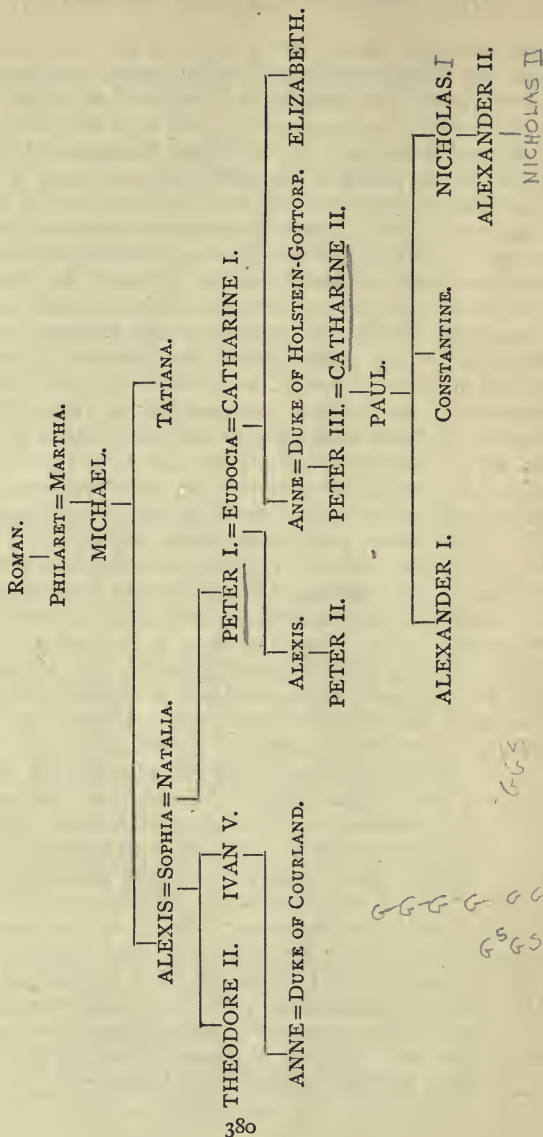 ROMAN.
PHILARET = MARTHA.
MICHAEL.
ALEXIS = SOPHIA = NATALIA. TATIANA.
THEODORE II. IVAN V. PETER I. = EUDOCIA = CATHARINE I.
ANNE = DUKE OF COURLAND. ALEXIS. ANNE = DUKE OF HOLSTEIN-GOTTORP. ELIZABETH.
PETER II. PETER III. = CATHARINE II.
PAUL.
ALEXANDER I. CONSTANTINE. NICHOLAS. I
ALEXANDER II.
NICHOLAS II
GGS
G G G G G G
G5GS
380